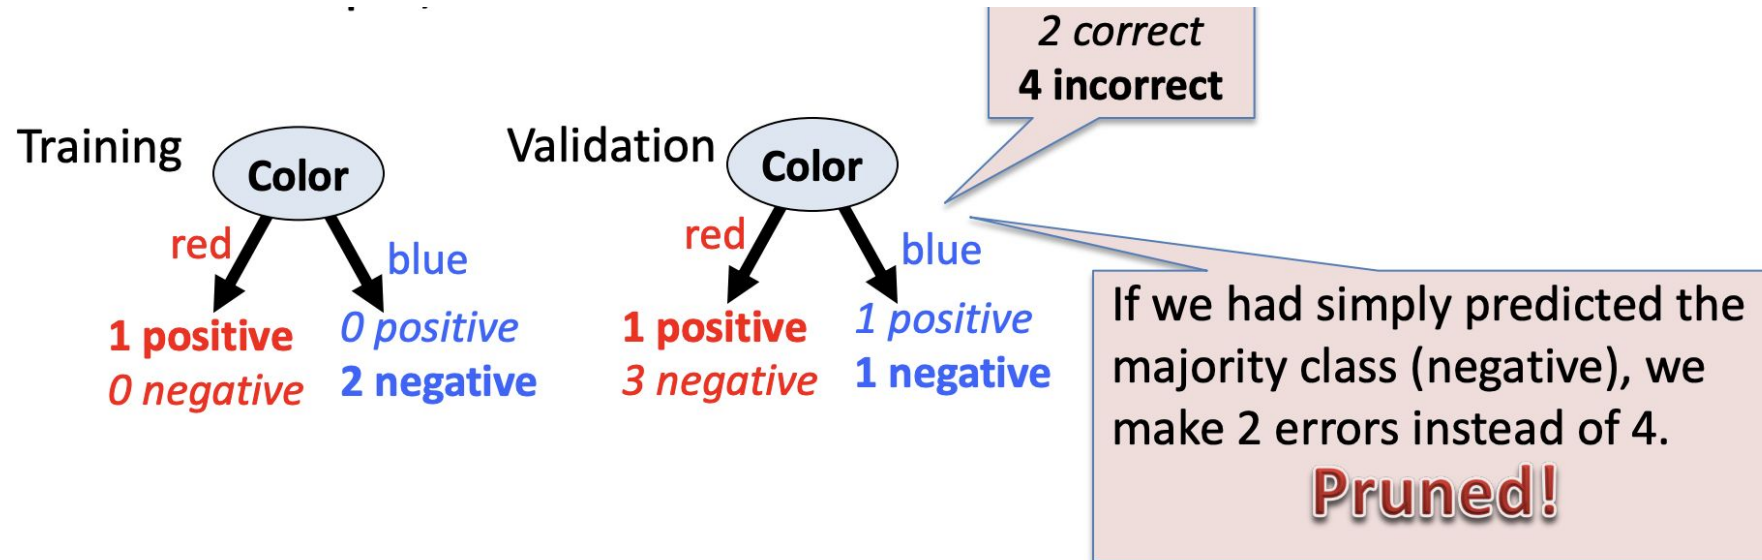 2 correct
4 incorrect
Training
Color
red
blue
1 positive
0 negative
0 positive
2 negative
Validation
Color
red
blue
1 positive
3 negative
1 positive
1 negative
If we had simply predicted the
majority class (negative), we
make 2 errors instead of 4.
Pruned!